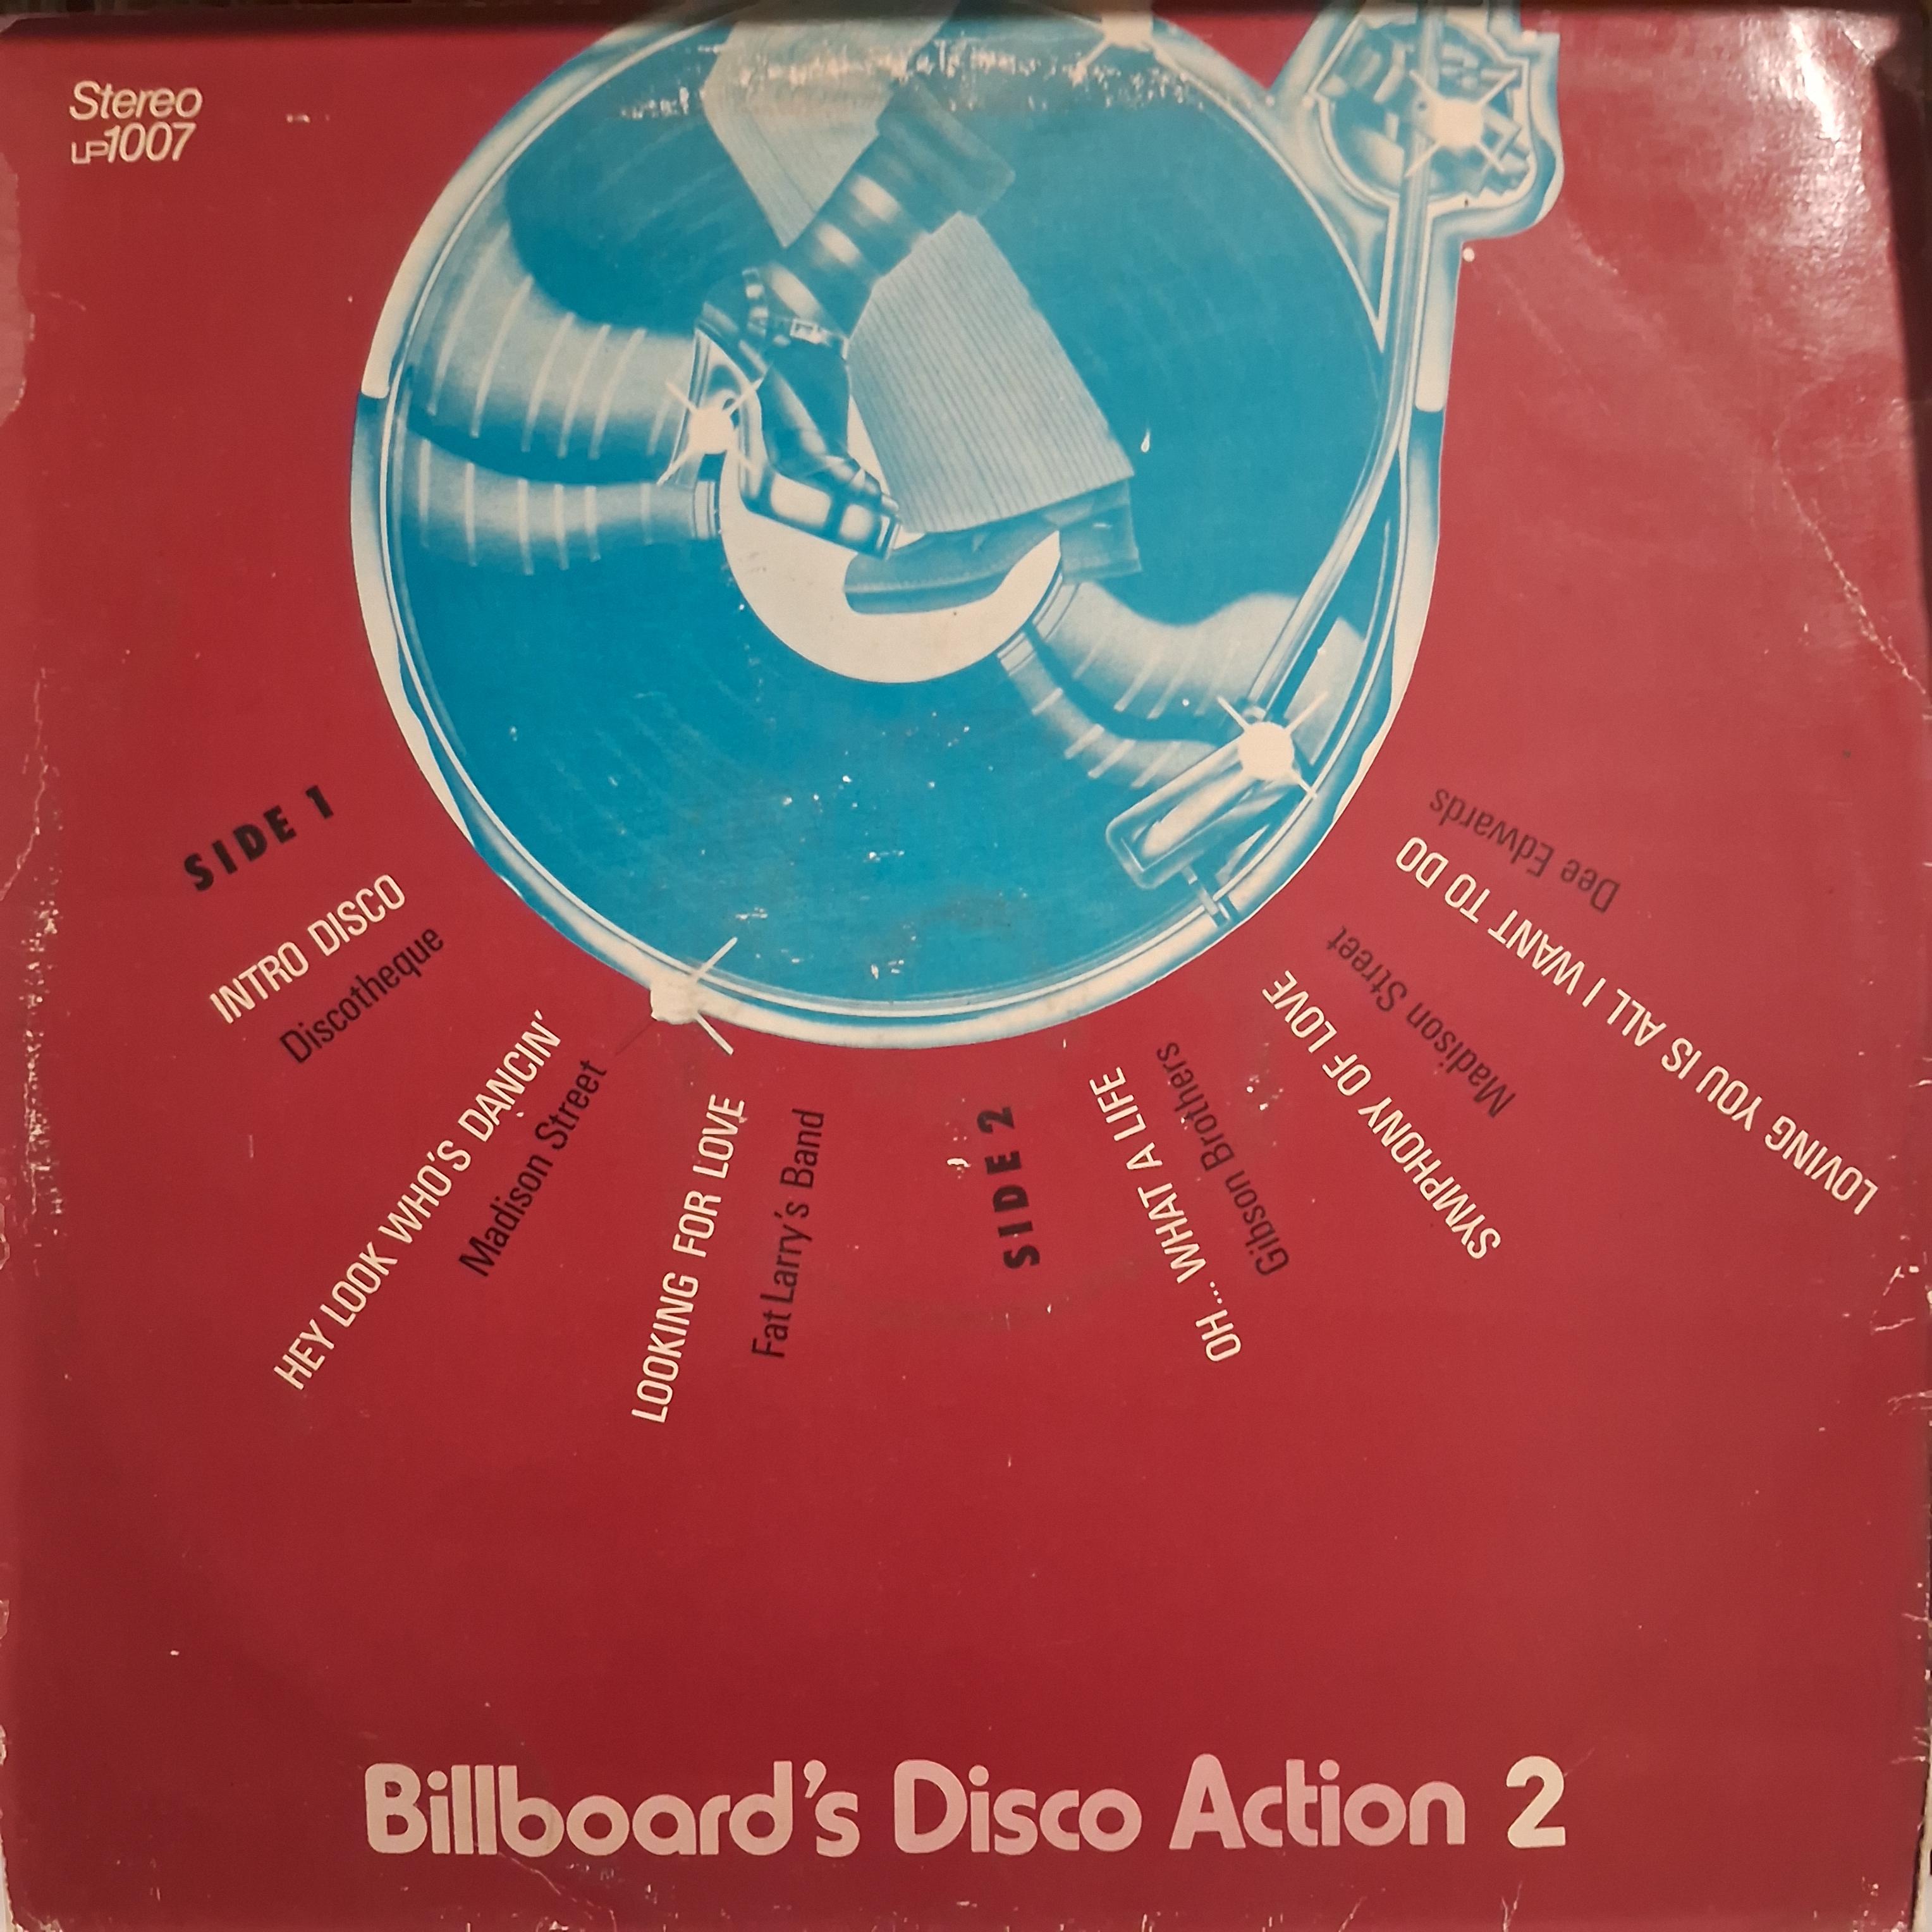 Stereo
LP1007
SIDE 1
INTRO DISCO
Discotheque
HEY LOOK WHO'S DANCIN'
Madison Street
LOOKING FOR LOVE
Fat Larry's Band
SIDE 2
OH... WHAT A LIFE
Gibson Brothers
SYMPHONY OF LOVE
Madison Street
LOVING YOU IS ALL I WANT TO DO
Dee Edwards
Billboard's Disco Action 2